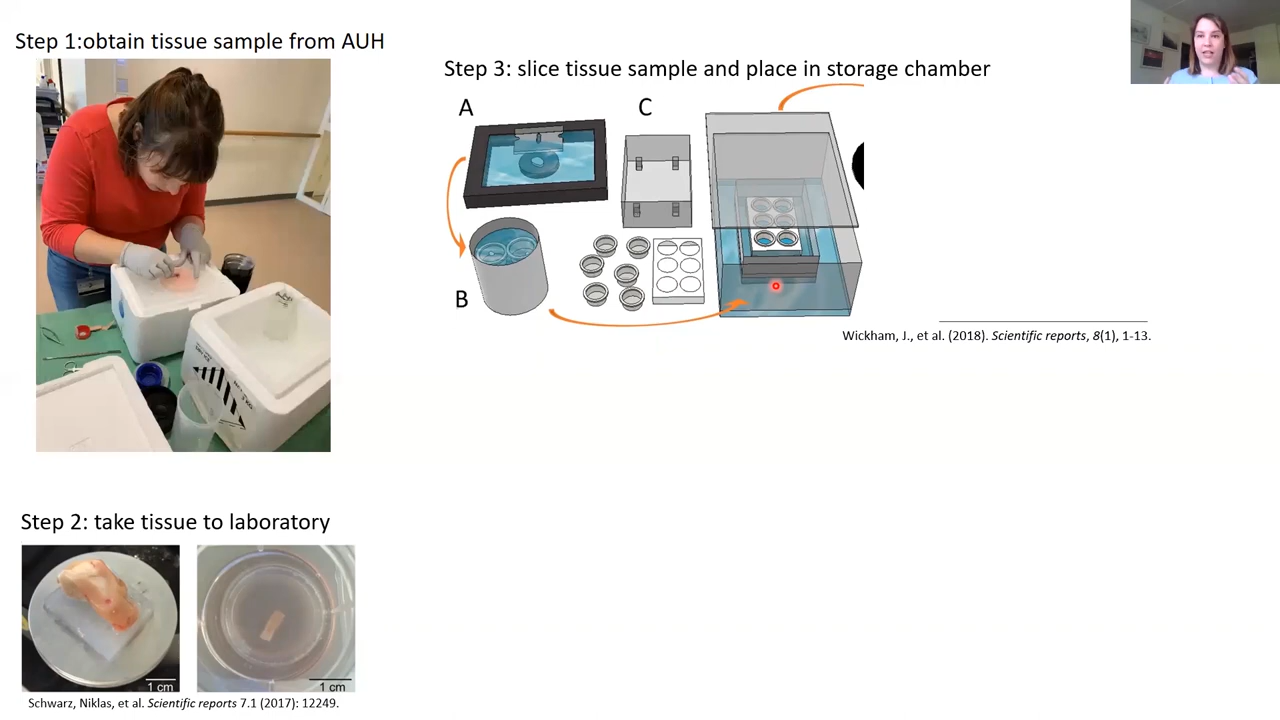 Step 1:obtain tissue sample from AUH
Step 3: slice tissue sample and place in storage chamber
A
C
B
Wickham, J., et al. (2018). Scientific reports, 8(1), 1-13.
Step 2: take tissue to laboratory
1 cm
1 cm
Schwarz, Niklas, et al. Scientific reports 7.1 (2017): 12249.